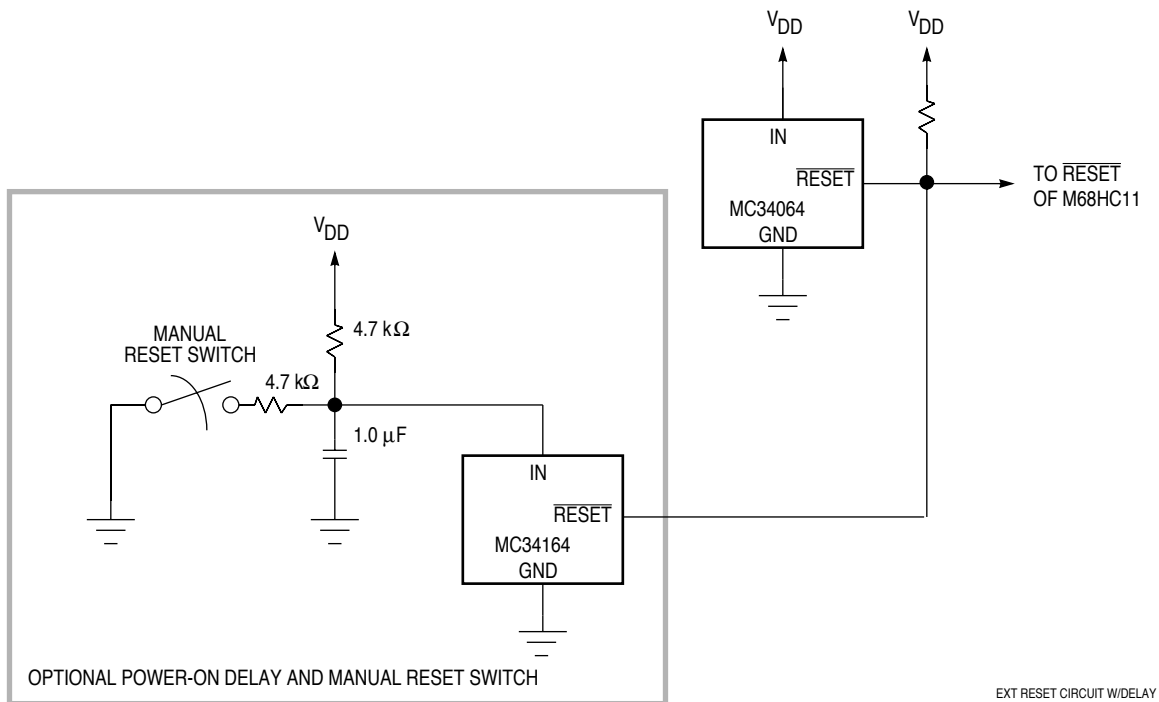 V_DD
V_DD
IN
RESET
MC34064
GND
TO RESET
OF M68HC11
V_DD
4.7 kΩ
MANUAL
RESET SWITCH
4.7 kΩ
1.0 µF
IN
RESET
MC34164
GND
OPTIONAL POWER-ON DELAY AND MANUAL RESET SWITCH
EXT RESET CIRCUIT W/DELAY